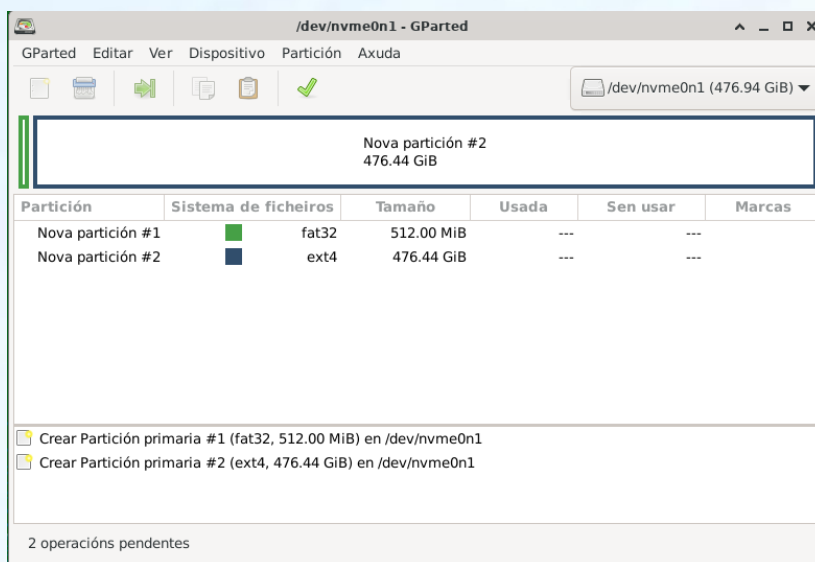 /dev/nvme0n1 - GParted
GParted Editar Ver Dispositivo Partición Axuda
/dev/nvme0n1 (476.94 GiB)
Nova partición #2
476.44 GiB
Partición Sistema de ficheiros Tamaño Usada Sen usar Marcas
Nova partición #1 fat32 512.00 MiB --- ---
Nova partición #2 ext4 476.44 GiB --- ---
Crear Partición primaria #1 (fat32, 512.00 MiB) en /dev/nvme0n1
Crear Partición primaria #2 (ext4, 476.44 GiB) en /dev/nvme0n1
2 operacións pendentes